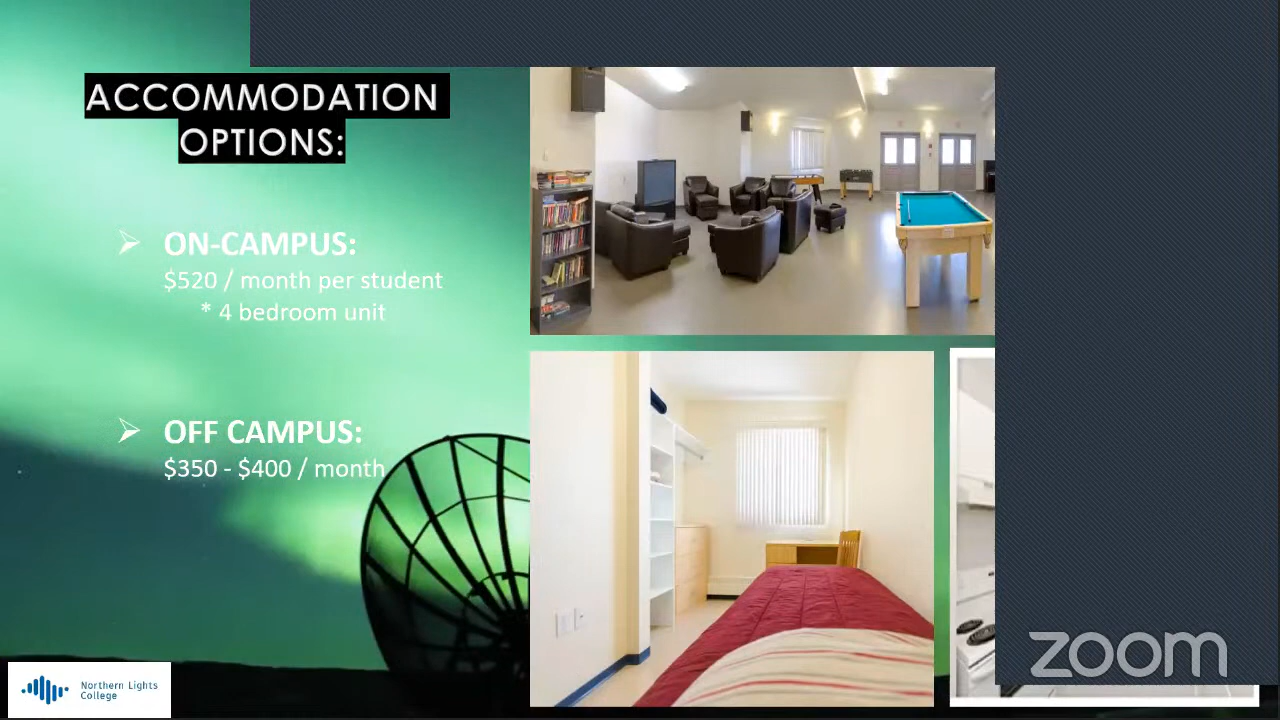 ACCOMMODATION
OPTIONS:
➢ ON-CAMPUS:
$520 / month per student
* 4 bedroom unit
➢ OFF CAMPUS:
$350 - $400 / month
Northern Lights
College
zoom